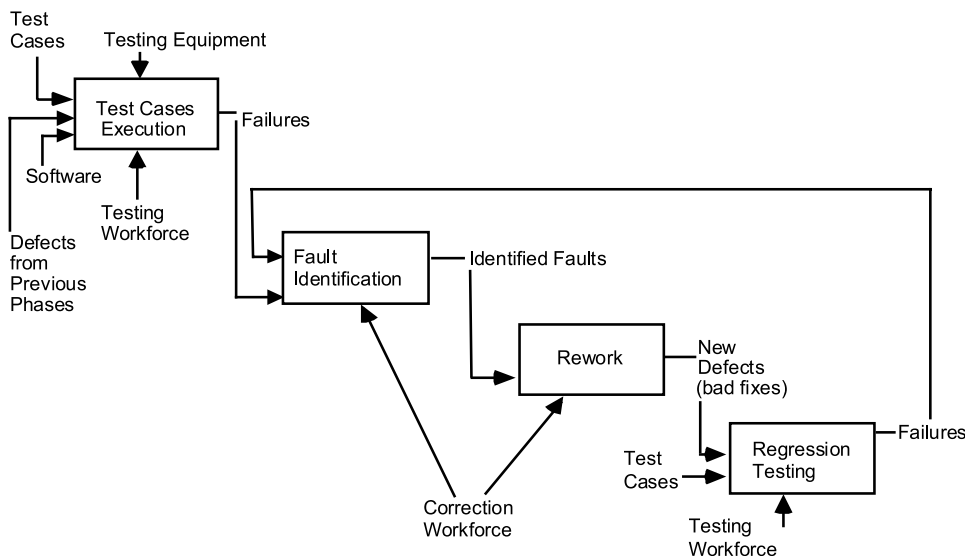 Test
Cases
Testing Equipment
Test Cases
Execution
Failures
Software
Testing
Workforce
Defects
from
Previous
Phases
Fault
Identification
Identified Faults
Rework
New
Defects
(bad fixes)
Failures
Regression
Testing
Test
Cases
Correction
Workforce
Testing
Workforce